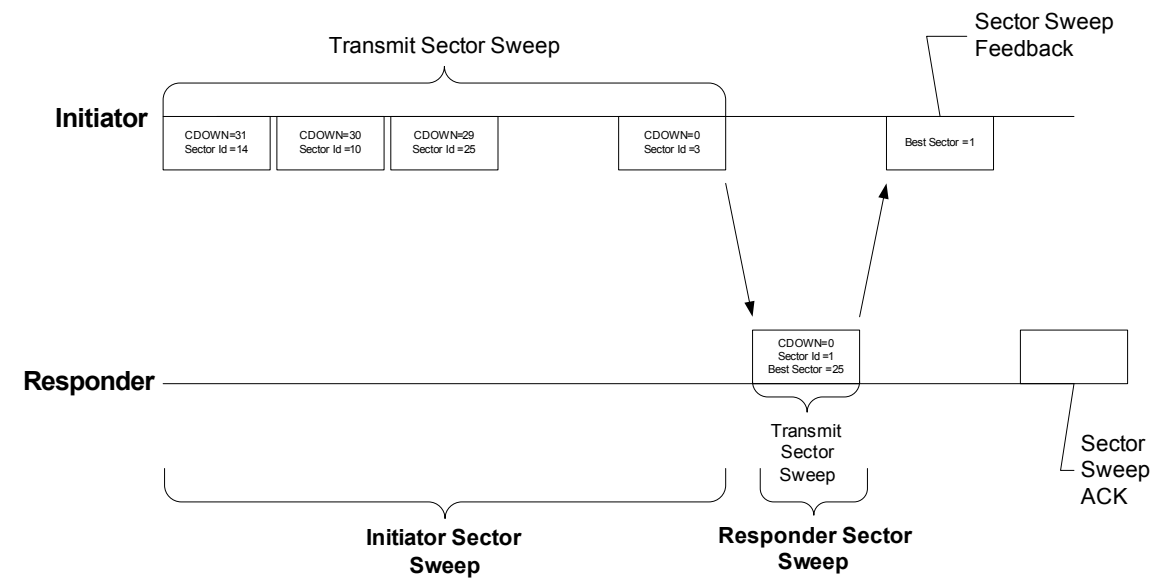 Transmit Sector Sweep
Sector Sweep
Feedback
Initiator
CDOWN=31
Sector Id =14
CDOWN=30
Sector Id =10
CDOWN=29
Sector Id =25
CDOWN=0
Sector Id =3
Best Sector =1
CDOWN=0
Sector Id =1
Best Sector =25
Responder
Transmit
Sector
Sweep
Sector
Sweep
ACK
Initiator Sector
Sweep
Responder Sector
Sweep